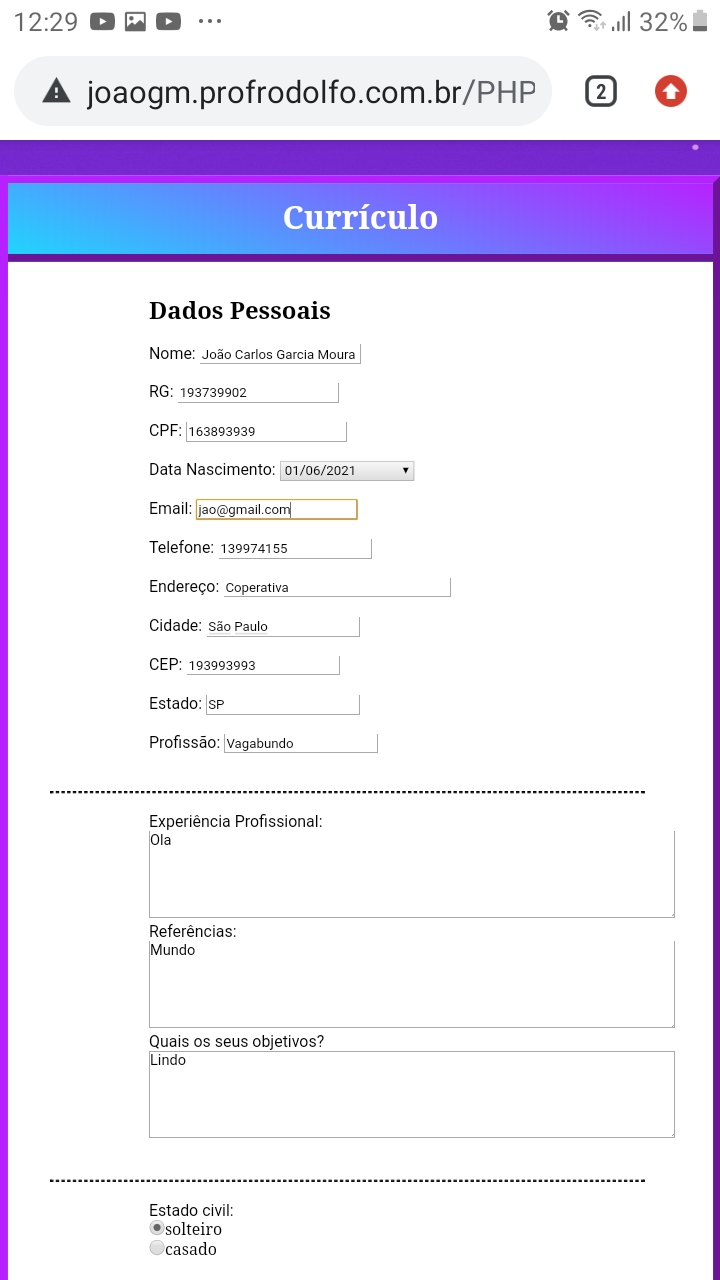 12:29
32%
joaogm.profrodolfo.com.br/PHP
2
Currículo
Dados Pessoais
Nome: João Carlos Garcia Moura
RG: 193739902
CPF: 163893939
Data Nascimento: 01/06/2021
Email: jao@gmail.com
Telefone: 139974155
Endereço: Coperativa
Cidade: São Paulo
CEP: 193993993
Estado: SP
Profissão: Vagabundo
Experiência Profissional:
Ola
Referências:
Mundo
Quais os seus objetivos?
Lindo
Estado civil:
solteiro
casado